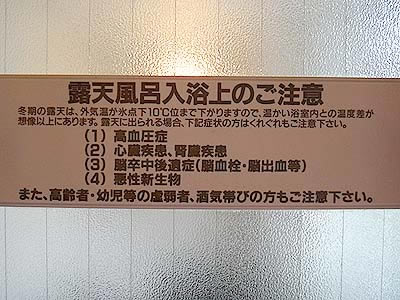 露天風呂入浴上のご注意
冬期の露天は、外気温が氷点下10℃位まで下がりますので、温かい浴室内との温度差が
想像以上にあります。露天に出られる場合、下記症状の方はくれぐれもご注意下さい。
(1) 高血圧症
(2) 心臓疾患、腎臓疾患
(3) 脳卒中後遺症(脳血栓・脳出血等)
(4) 悪性新生物
また、高齢者・幼児等の虚弱者、酒気帯びの方もご注意下さい。